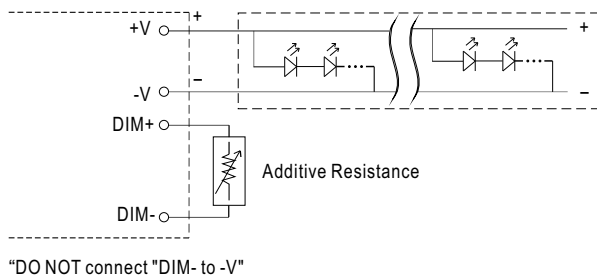 +V
+
+
-V
−
−
DIM+
Additive Resistance
DIM-
“DO NOT connect "DIM- to -V"